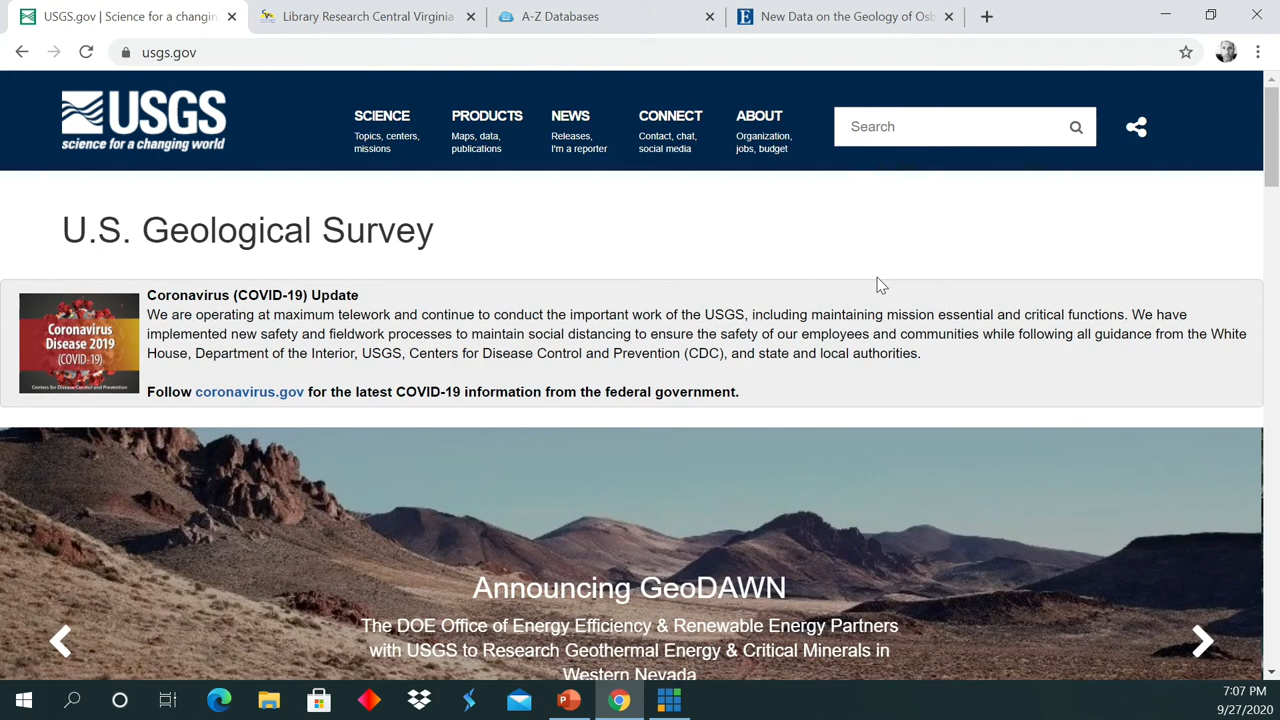 USGS.gov | Science for a changin
Library Research Central Virginia
A-Z Databases
E New Data on the Geology of Osb
usgs.gov
USGS
science for a changing world
SCIENCE
Topics, centers,
missions
PRODUCTS
Maps, data,
publications
NEWS
Releases,
I'm a reporter
CONNECT
Contact, chat,
social media
ABOUT
Organization,
jobs, budget
Search
U.S. Geological Survey
Coronavirus
Disease 2019
(COVID-19)
Centers for Disease Control and Prevention
Coronavirus (COVID-19) Update
We are operating at maximum telework and continue to conduct the important work of the USGS, including maintaining mission essential and critical functions. We have
implemented new safety and fieldwork processes to maintain social distancing to ensure the safety of our employees and communities while following all guidance from the White
House, Department of the Interior, USGS, Centers for Disease Control and Prevention (CDC), and state and local authorities.
Follow coronavirus.gov for the latest COVID-19 information from the federal government.
Announcing GeoDAWN
The DOE Office of Energy Efficiency & Renewable Energy Partners
with USGS to Research Geothermal Energy & Critical Minerals in
Western Nevada
7:07 PM
9/27/2020